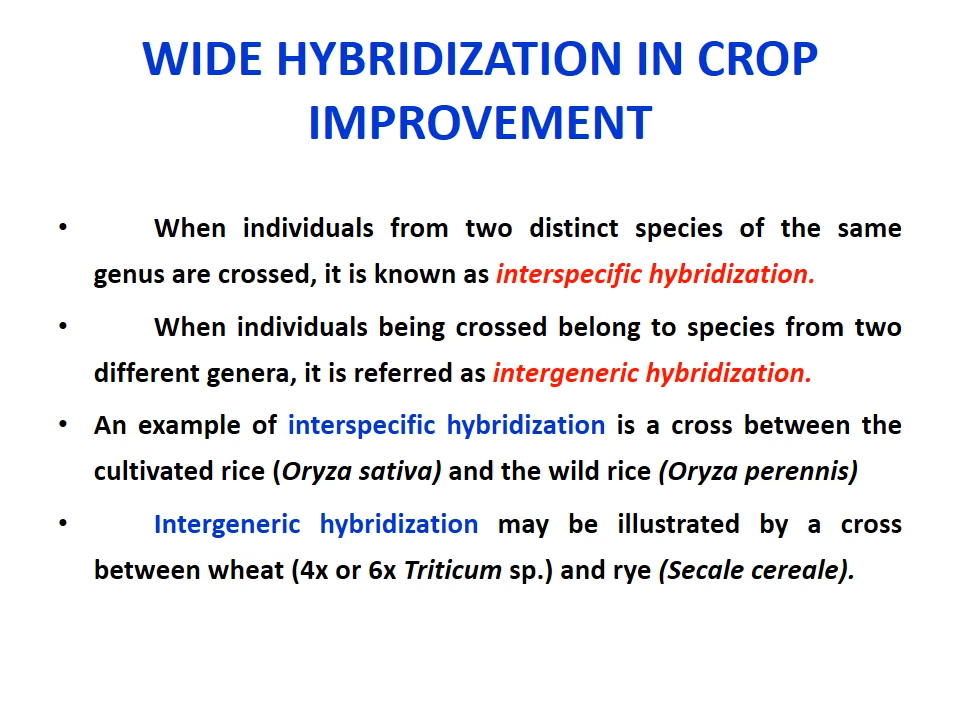 WIDE HYBRIDIZATION IN CROP
IMPROVEMENT
• When individuals from two distinct species of the same
genus are crossed, it is known as interspecific hybridization.
• When individuals being crossed belong to species from two
different genera, it is referred as intergeneric hybridization.
• An example of interspecific hybridization is a cross between the
cultivated rice (Oryza sativa) and the wild rice (Oryza perennis)
• Intergeneric hybridization may be illustrated by a cross
between wheat (4x or 6x Triticum sp.) and rye (Secale cereale).